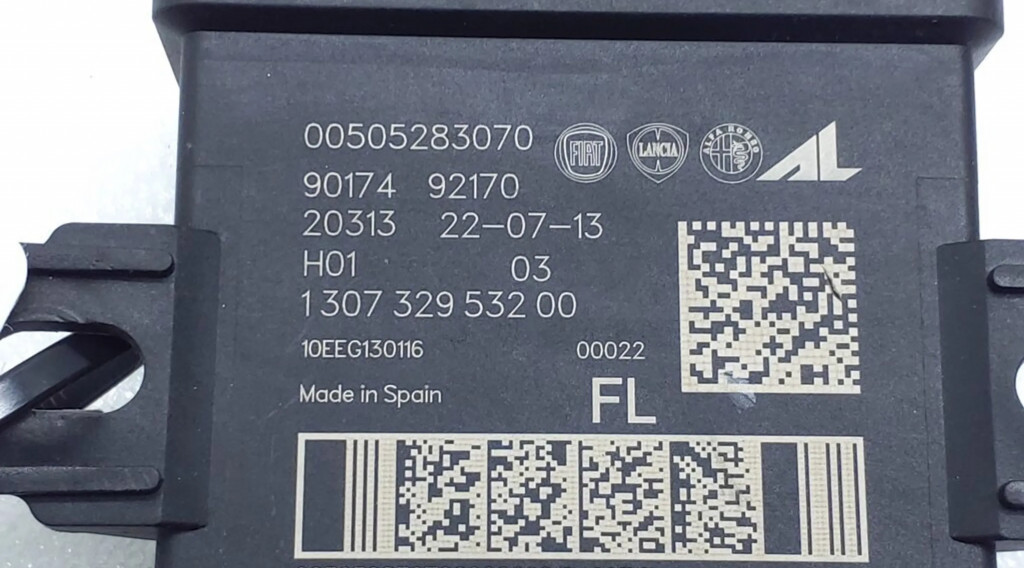 00505283070 FIAT LANCIA ALFA ROMEO AL
90174 92170
20313 22-07-13
H01 03
1 307 329 532 00
10EEG130116 00022
Made in Spain FL